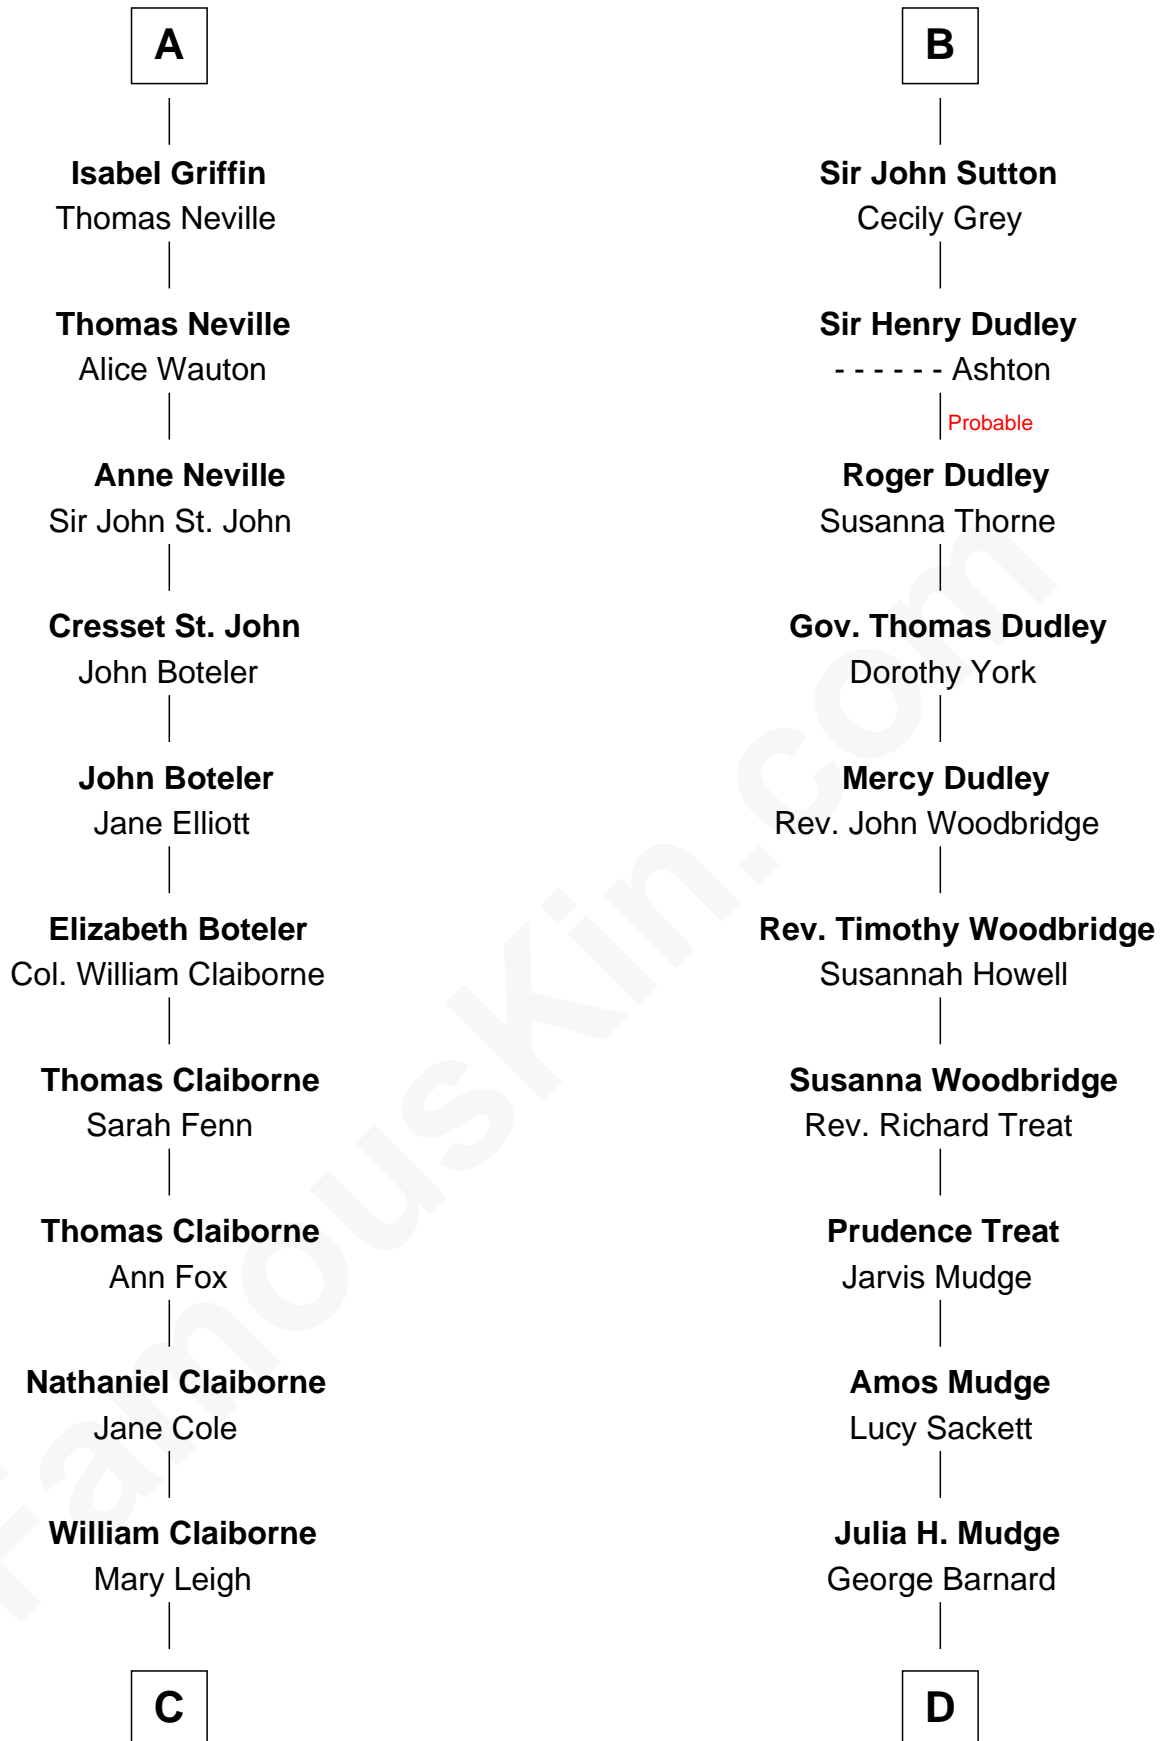 A
Isabel Griffin
Thomas Neville
Thomas Neville
Alice Wauton
Anne Neville
Sir John St. John
Cresset St. John
John Boteler
John Boteler
Jane Elliott
Elizabeth Boteler
Col. William Claiborne
Thomas Claiborne
Sarah Fenn
Thomas Claiborne
Ann Fox
Nathaniel Claiborne
Jane Cole
William Claiborne
Mary Leigh
C
B
Sir John Sutton
Cecily Grey
Sir Henry Dudley
- - - - - - Ashton
Probable
Roger Dudley
Susanna Thorne
Gov. Thomas Dudley
Dorothy York
Mercy Dudley
Rev. John Woodbridge
Rev. Timothy Woodbridge
Susannah Howell
Susanna Woodbridge
Rev. Richard Treat
Prudence Treat
Jarvis Mudge
Amos Mudge
Lucy Sackett
Julia H. Mudge
George Barnard
D
FamousKin.com